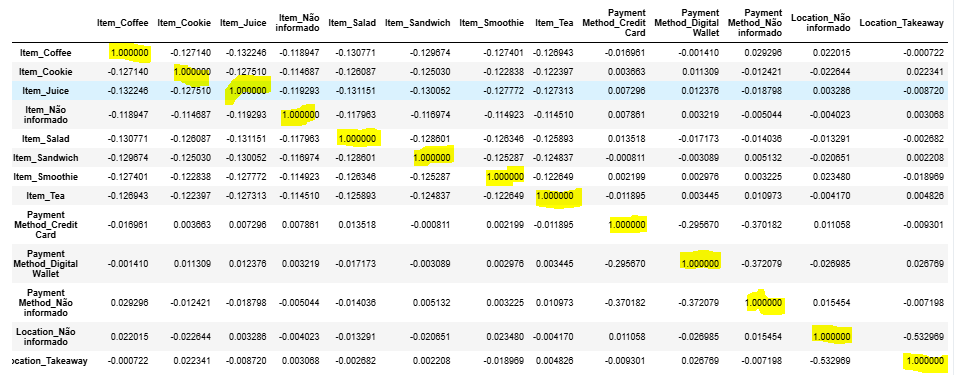 Item_Coffee Item_Cookie Item_Juice Item_Não informado Item_Salad Item_Sandwich Item_Smoothie Item_Tea Payment Method_Credit Card Payment Method_Digital Wallet Payment Method_Não informado Location_Não informado Location_Takeaway
Item_Coffee 1.000000 -0.127140 -0.132246 -0.118947 -0.130771 -0.129674 -0.127401 -0.126943 -0.016961 -0.001410 0.029296 0.022015 -0.000722
Item_Cookie -0.127140 1.000000 -0.127510 -0.114687 -0.126087 -0.125030 -0.122838 -0.122397 0.003663 0.011309 -0.012421 -0.022644 0.022341
Item_Juice -0.132246 -0.127510 1.000000 -0.119293 -0.131151 -0.130052 -0.127772 -0.127313 0.007296 0.012376 -0.018798 0.003286 -0.008720
Item_Não informado -0.118947 -0.114687 -0.119293 1.000000 -0.117963 -0.116974 -0.114923 -0.114510 0.007861 0.003219 -0.005044 -0.004023 0.003068
Item_Salad -0.130771 -0.126087 -0.131151 -0.117963 1.000000 -0.128601 -0.126346 -0.125893 0.013518 -0.017173 -0.014036 -0.013291 -0.002682
Item_Sandwich -0.129674 -0.125030 -0.130052 -0.116974 -0.128601 1.000000 -0.125287 -0.124837 -0.000811 -0.003089 0.005132 -0.020651 0.002208
Item_Smoothie -0.127401 -0.122838 -0.127772 -0.114923 -0.126346 -0.125287 1.000000 -0.122649 0.002199 0.002976 0.003225 0.023480 -0.018969
Item_Tea -0.126943 -0.122397 -0.127313 -0.114510 -0.125893 -0.124837 -0.122649 1.000000 -0.011895 0.003445 0.010973 -0.004170 0.004826
Payment Method_Credit Card -0.016961 0.003663 0.007296 0.007861 0.013518 -0.000811 0.002199 -0.011895 1.000000 -0.295670 -0.370182 0.011058 -0.009301
Payment Method_Digital Wallet -0.001410 0.011309 0.012376 0.003219 -0.017173 -0.003089 0.002976 0.003445 -0.295670 1.000000 -0.372079 -0.026985 0.026769
Payment Method_Não informado 0.029296 -0.012421 -0.018798 -0.005044 -0.014036 0.005132 0.003225 0.010973 -0.370182 -0.372079 1.000000 0.015454 -0.007198
Location_Não informado 0.022015 -0.022644 0.003286 -0.004023 -0.013291 -0.020651 0.023480 -0.004170 0.011058 -0.026985 0.015454 1.000000 -0.532969
ocation_Takeaway -0.000722 0.022341 -0.008720 0.003068 -0.002682 0.002208 -0.018969 0.004826 -0.009301 0.026769 -0.007198 -0.532969 1.000000